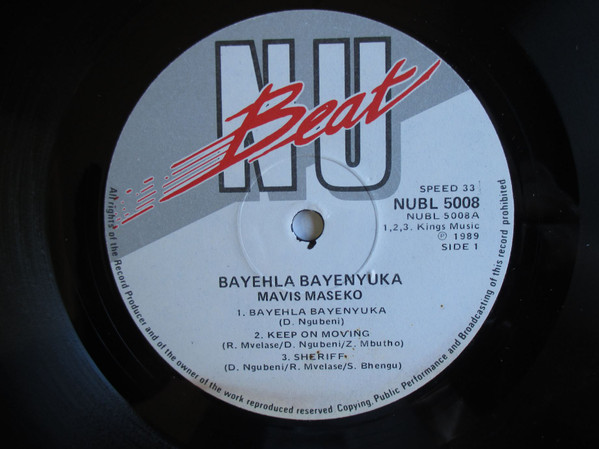 NU
Beat
SPEED 33
NUBL 5008
NUBL 5008A
1,2,3. Kings Music
℗ 1989
SIDE 1
BAYEHLA BAYENYUKA
MAVIS MASEKO
1. BAYEHLA BAYENYUKA
(D. Ngubeni)
2. KEEP ON MOVING
(R. Mvelase/D. Ngubeni/Z. Mbutho)
3. SHERIFF
(D. Ngubeni/R. Mvelase/S. Bhengu)
All rights of the Record Producer and of the owner of the work reproduced reserved. Copying, Public Performance and Broadcasting of this record prohibited